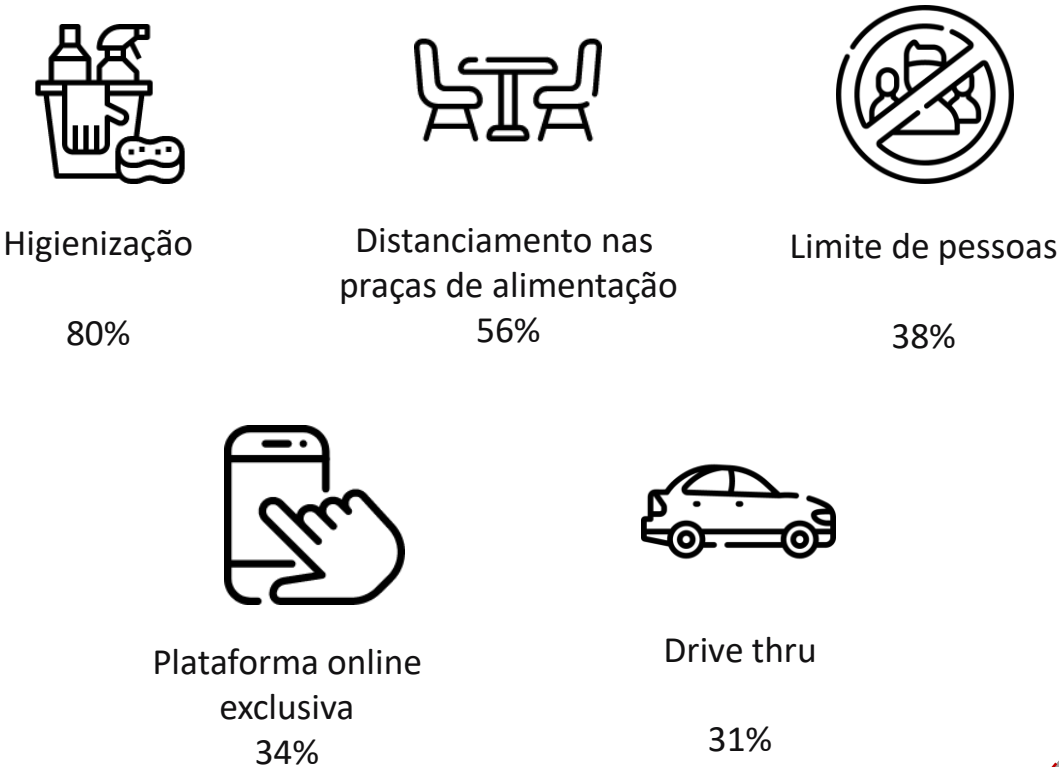 Higienização
80%
Distanciamento nas
praças de alimentação
56%
Limite de pessoas
38%
Plataforma online
exclusiva
34%
Drive thru
31%